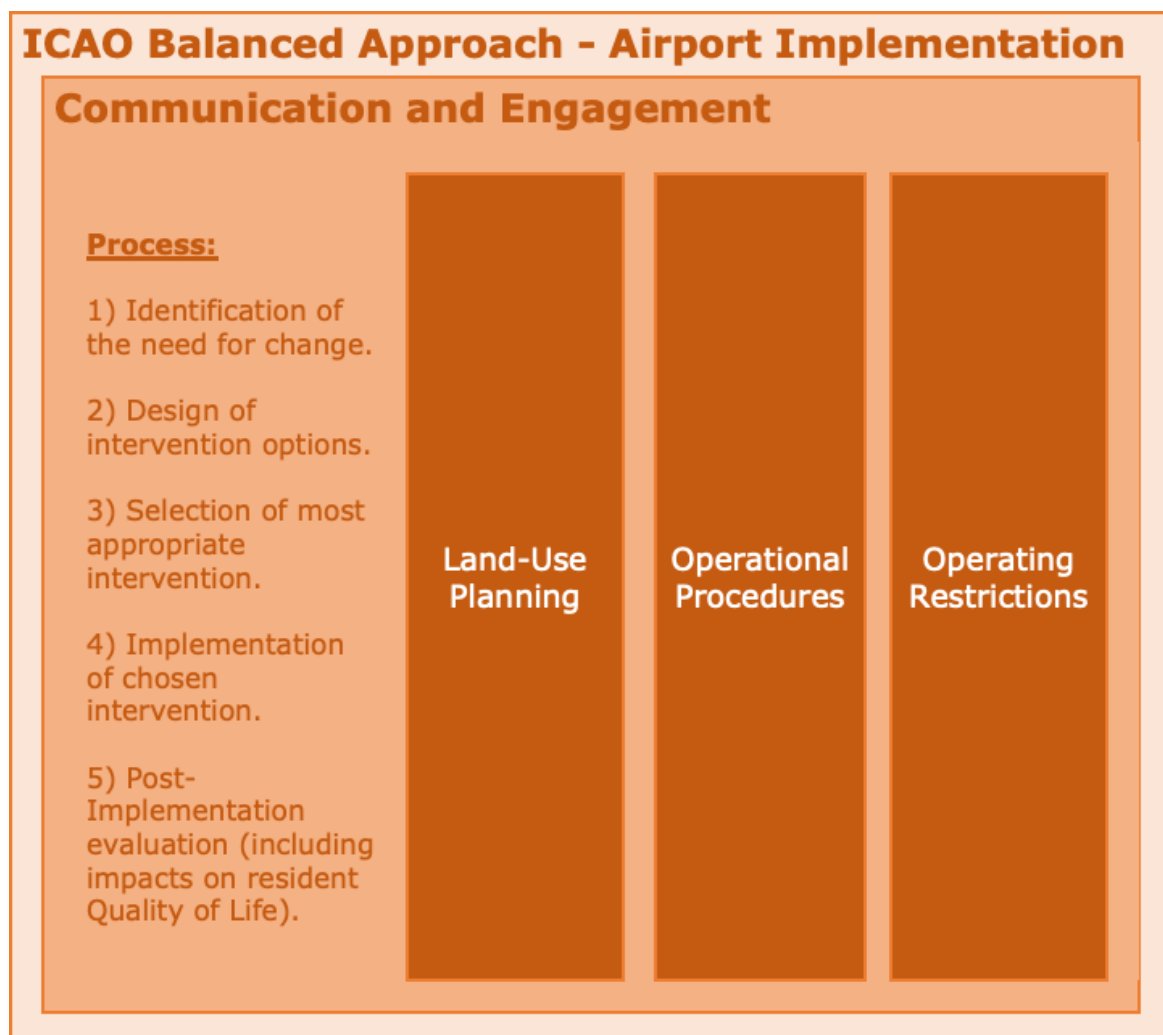 ICAO Balanced Approach - Airport Implementation
Communication and Engagement
Process:
1) Identification of
the need for change.
2) Design of
intervention options.
3) Selection of most
appropriate
intervention.
4) Implementation
of chosen
intervention.
5) Post-
Implementation
evaluation (including
impacts on resident
Quality of Life).
Land-Use
Planning
Operational
Procedures
Operating
Restrictions